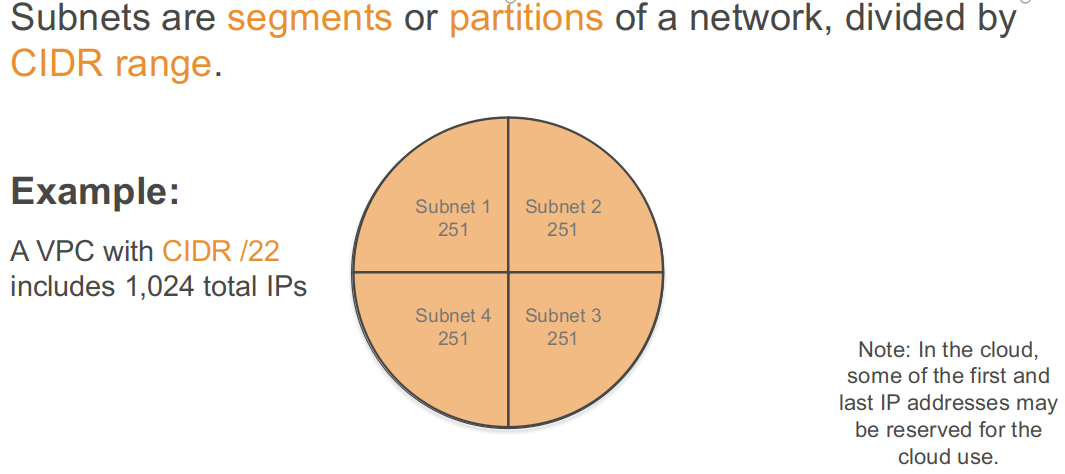 Subnets are segments or partitions of a network, divided by
CIDR range.
Example:
A VPC with CIDR /22
includes 1,024 total IPs
Subnet 1
251
Subnet 2
251
Subnet 4
251
Subnet 3
251
Note: In the cloud,
some of the first and
last IP addresses may
be reserved for the
cloud use.